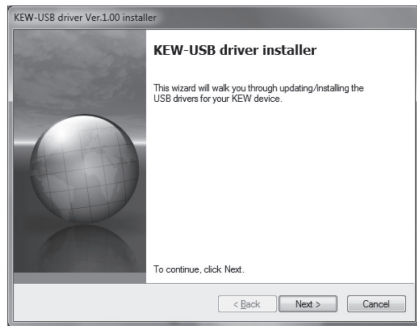 KEW-USB driver Ver.1.00 installer
KEW-USB driver installer
This wizard will walk you through updating/installing the
USB drivers for your KEW device.
To continue, click Next.
< Back
Next >
Cancel